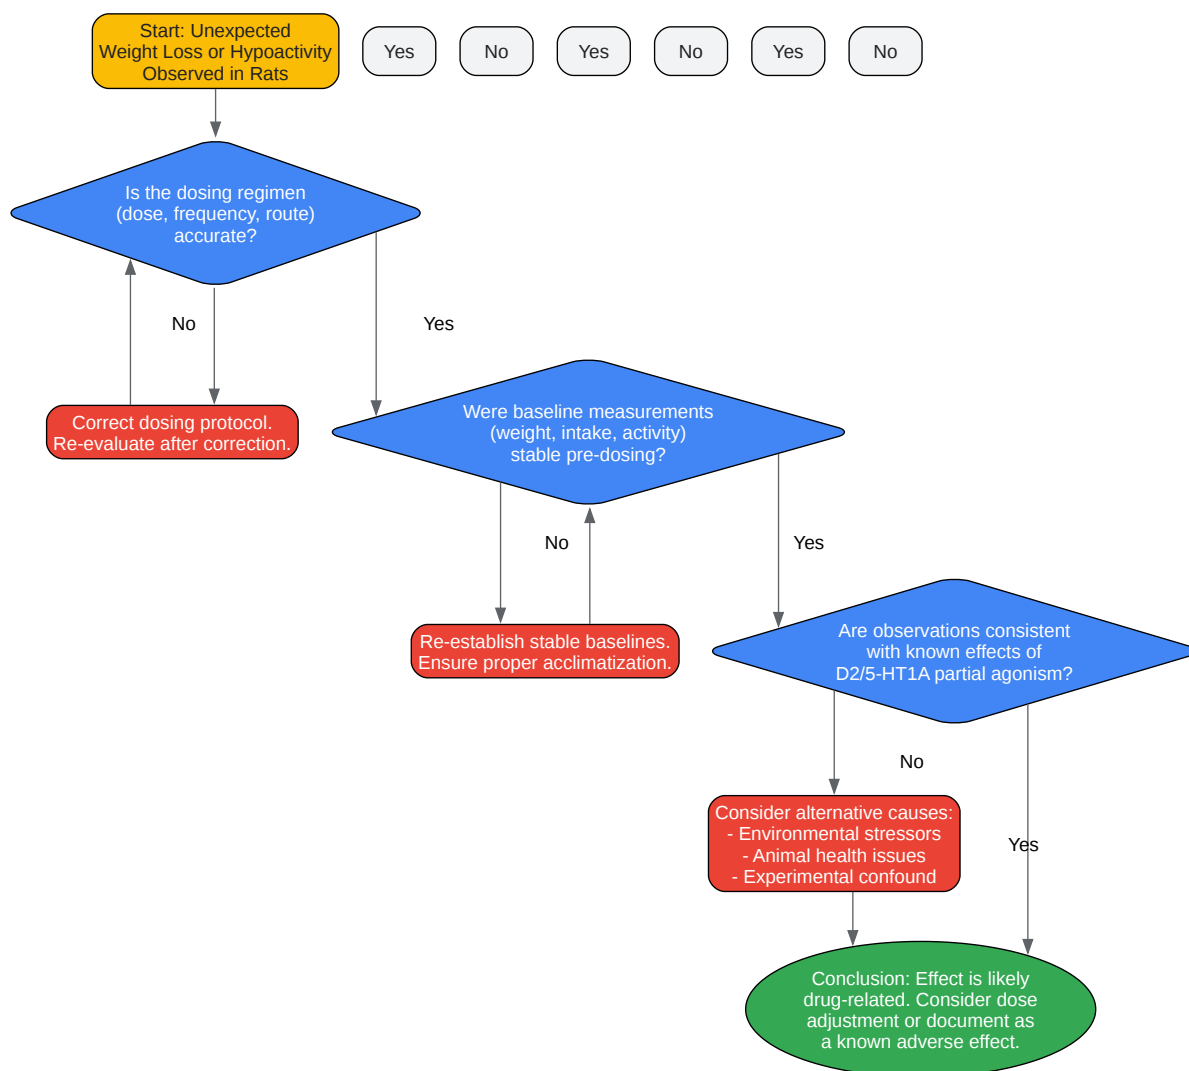 Start: Unexpected
Weight Loss or Hypoactivity
Observed in Rats
Yes
No
Yes
No
Yes
No
Is the dosing regimen
(dose, frequency, route)
accurate?
No
Yes
Correct dosing protocol.
Re-evaluate after correction.
Were baseline measurements
(weight, intake, activity)
stable pre-dosing?
No
Yes
Re-establish stable baselines.
Ensure proper acclimatization.
Are observations consistent
with known effects of
D2/5-HT1A partial agonism?
No
Yes
Consider alternative causes:
- Environmental stressors
- Animal health issues
- Experimental confound
Conclusion: Effect is likely
drug-related. Consider dose
adjustment or document as
a known adverse effect.